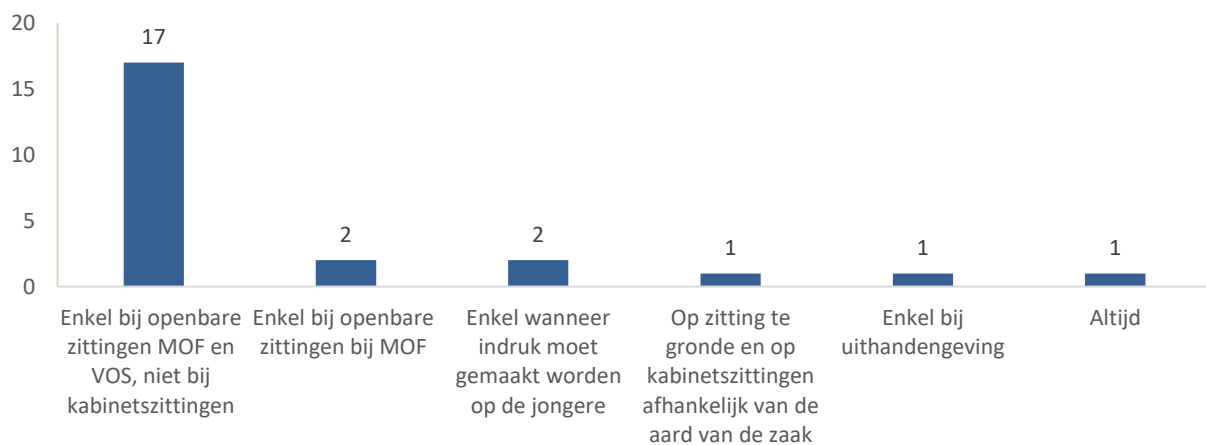 20
15
10
5
0
17
2
2
1
1
1
Enkel bij openbare
zittingen MOF en
VOS, niet bij
kabinetszittingen
Enkel bij openbare
zittingen bij MOF
Enkel wanneer
indruk moet
gemaakt worden
op de jongere
Op zitting te
gronde en op
kabinetszittingen
afhankelijk van de
aard van de zaak
Enkel bij
uithandengeving
Altijd